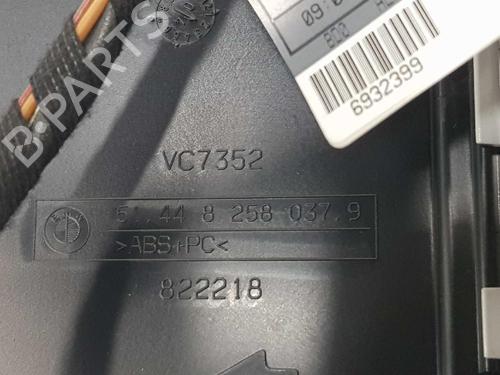 6932399
VC7352
51.44 8 258 037.9
>ABS+PC<
822218
B-PARTS